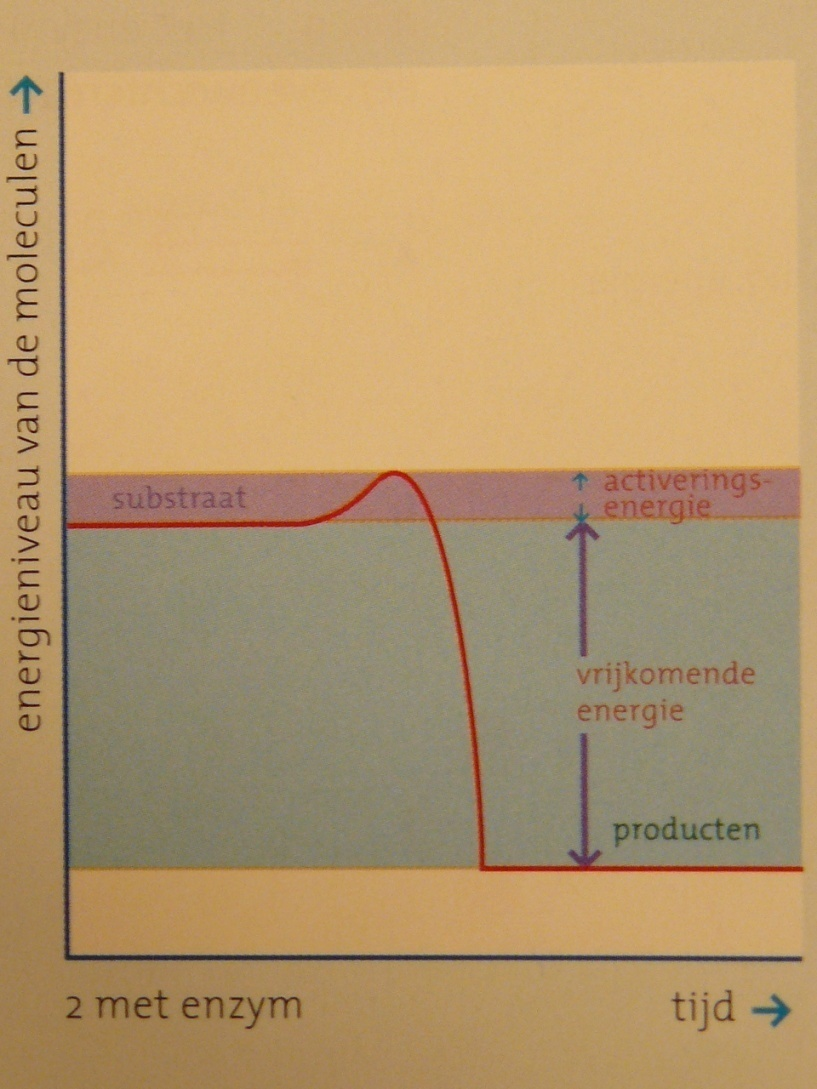 energieniveau van de moleculen →
substraat
activerings-
energie
vrijkomende
energie
producten
2 met enzym
tijd →